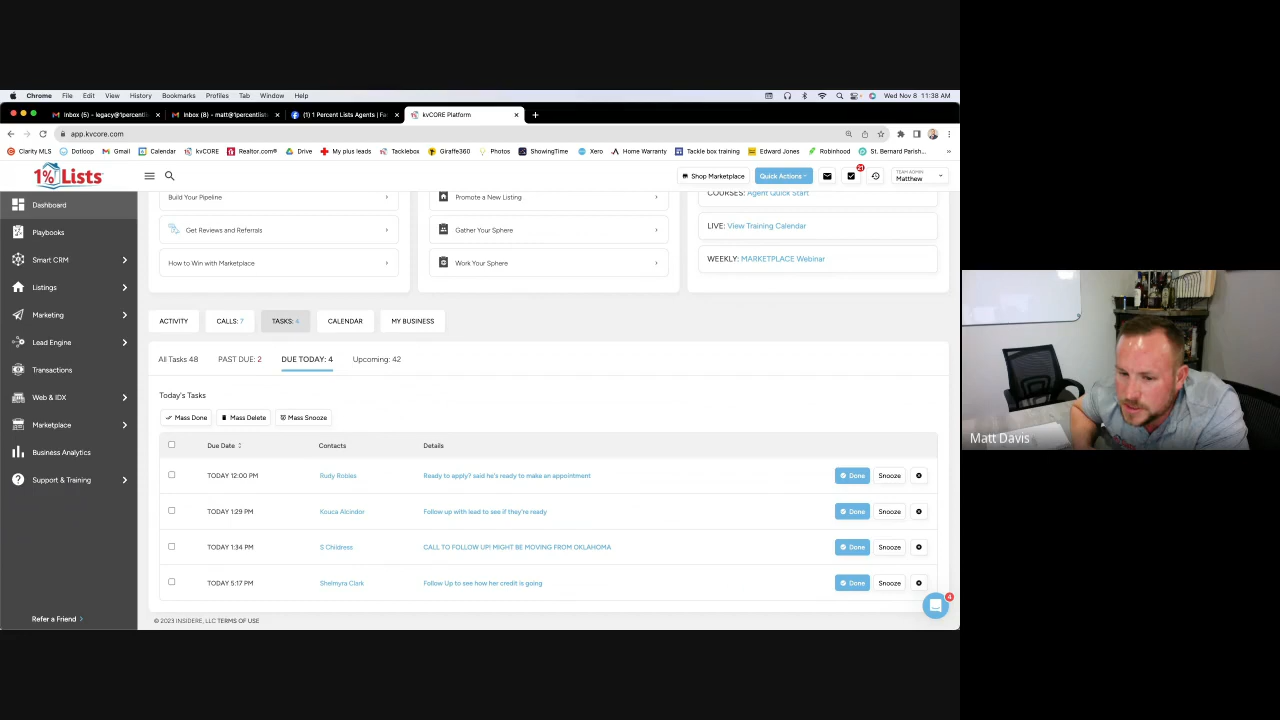 Chrome File Edit View History Bookmarks Profiles Tab Window Help Wed Nov 8 11:38 AM
Inbox (5) - legacy@1percentli Inbox (8) - matt@1percentlist (1) 1 Percent Lists Agents | Fa kvCORE Platform
app.kvcore.com
Clarity MLS Dotloop Gmail Calendar kvCORE Realtor.com® Drive My plus leads Tacklebox Giraffe360 Photos ShowingTime Xero Home Warranty Tackle box training Edward Jones Robinhood St. Bernard Parish... »
1% Lists Shop Marketplace Quick Actions 21 TEAM ADMIN Matthew
Dashboard
Playbooks
Smart CRM
Listings
Marketing
Lead Engine
Transactions
Web & IDX
Marketplace
Business Analytics
Support & Training
Refer a Friend
Build Your Pipeline Promote a New Listing COURSES: Agent Quick Start
Get Reviews and Referrals Gather Your Sphere LIVE: View Training Calendar
How to Win with Marketplace Work Your Sphere WEEKLY: MARKETPLACE Webinar
ACTIVITY CALLS: 7 TASKS: 4 CALENDAR MY BUSINESS
All Tasks 48 PAST DUE: 2 DUE TODAY: 4 Upcoming: 42
Today's Tasks
Mass Done Mass Delete Mass Snooze
Due Date Contacts Details
TODAY 12:00 PM Rudy Robles Ready to apply? said he's ready to make an appointment Done Snooze
TODAY 1:29 PM Kouca Alcindor Follow up with lead to see if they're ready Done Snooze
TODAY 1:34 PM S Childress CALL TO FOLLOW UP! MIGHT BE MOVING FROM OKLAHOMA Done Snooze
TODAY 5:17 PM Shelmyra Clark Follow Up to see how her credit is going Done Snooze
4
© 2023 INSIDERE, LLC TERMS OF USE
Matt Davis